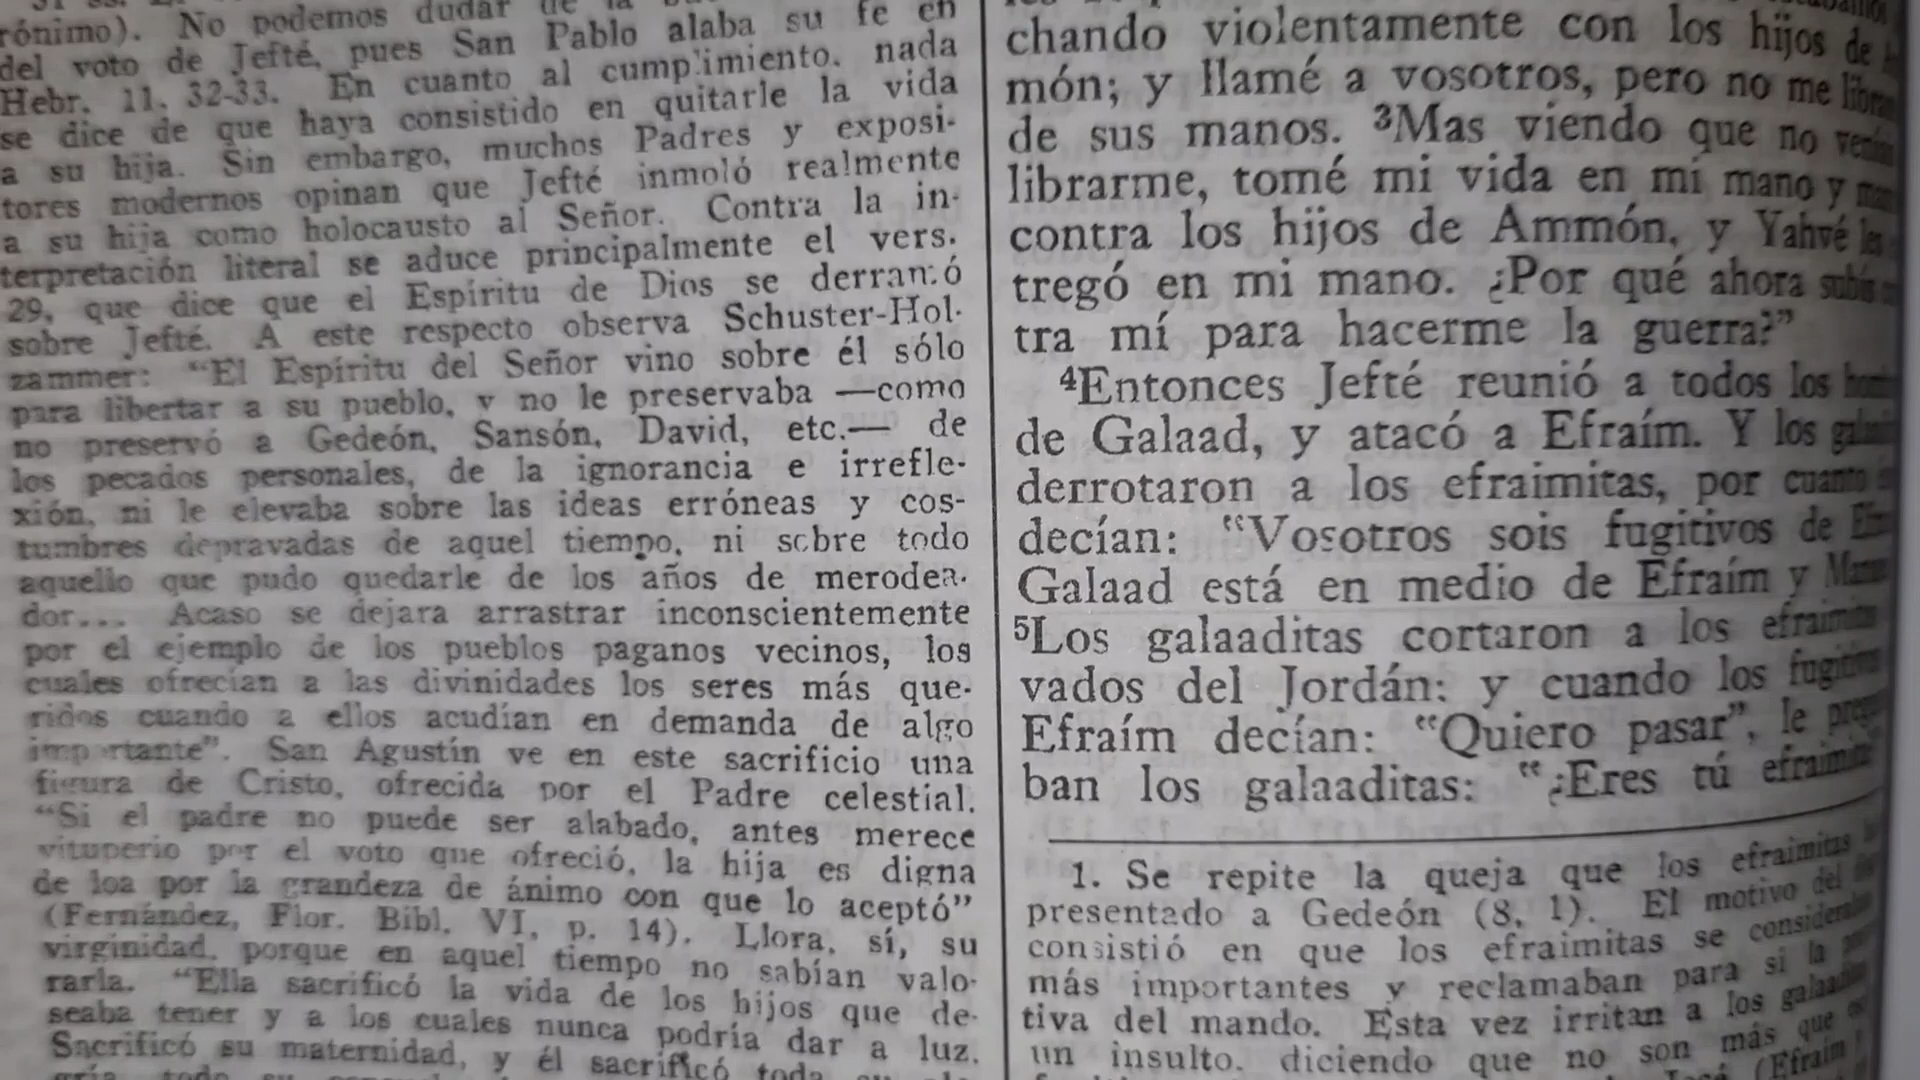 rónimo). No podemos dudar de la
del voto de Jefté, pues San Pablo alaba su fe en
Hebr. 11, 32-33. En cuanto al cumplimiento, nada
se dice de que haya consistido en quitarle la vida
a su hija. Sin embargo, muchos Padres y exposi-
tores modernos opinan que Jefté inmoló realmente
a su hija como holocausto al Señor. Contra la in-
terpretación literal se aduce principalmente el vers.
29, que dice que el Espíritu de Dios se derramó
sobre Jefté. A este respecto observa Schuster-Hol-
zammer: “El Espíritu del Señor vino sobre él sólo
para libertar a su pueblo, y no le preservaba —como
no preservó a Gedeón, Sansón, David, etc.— de
los pecados personales, de la ignorancia e irrefle-
xión, ni le elevaba sobre las ideas erróneas y cos-
tumbres depravadas de aquel tiempo, ni sobre todo
aquello que pudo quedarle de los años de merodea-
dor... Acaso se dejara arrastrar inconscientemente
por el ejemplo de los pueblos paganos vecinos, los
cuales ofrecían a las divinidades los seres más que-
ridos cuando a ellos acudían en demanda de algo
importante”. San Agustín ve en este sacrificio una
figura de Cristo, ofrecida por el Padre celestial.
“Si el padre no puede ser alabado, antes merece
vituperio por el voto que ofreció, la hija es digna
de loa por la grandeza de ánimo con que lo aceptó”
(Fernández, Flor. Bibl. VI, p. 14). Llora, sí, su
virginidad, porque en aquel tiempo no sabían valo-
rarla. “Ella sacrificó la vida de los hijos que de-
seaba tener y a los cuales nunca podría dar a luz.
Sacrificó su maternidad, y él sacrificó toda
chando violentamente con los hijos de
món; y llamé a vosotros, pero no me
de sus manos. ³Mas viendo que no
librarme, tomé mi vida en mi mano y
contra los hijos de Ammón, y Yahvé
tregó en mi mano. ¿Por qué ahora
tra mí para hacerme la guerra?”
⁴Entonces Jefté reunió a todos los
de Galaad, y atacó a Efraím. Y los
derrotaron a los efraimitas, por cuanto
decían: “Vosotros sois fugitivos de
Galaad está en medio de Efraím y
⁵Los galaaditas cortaron a los
vados del Jordán; y cuando los
Efraím decían: “Quiero pasar”, le
ban los galaaditas: “¿Eres tú
1. Se repite la queja que los efraimitas
presentado a Gedeón (8, 1). El motivo del
consistió en que los efraimitas se
más importantes y reclamaban para si la
tiva del mando. Esta vez irritan a los
un insulto, diciendo que no son más que